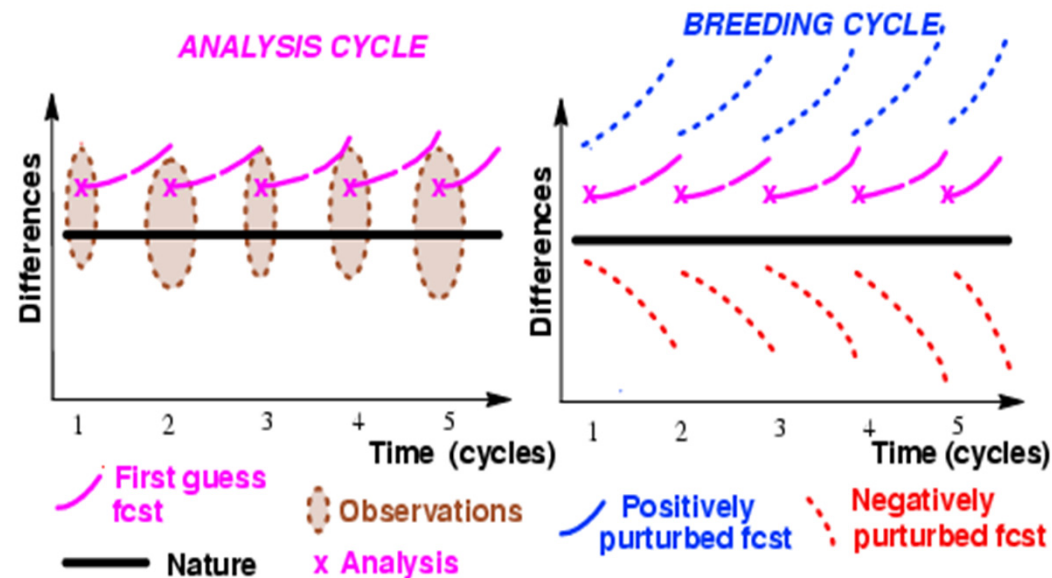 ANALYSIS CYCLE
Differences
1 2 3 4 5
Time (cycles)
First guess
fcst
Observations
Nature
x Analysis
BREEDING CYCLE
Differences
1 2 3 4 5
Time (cycles)
Positively
purturbed fcst
Negatively
purturbed fcst